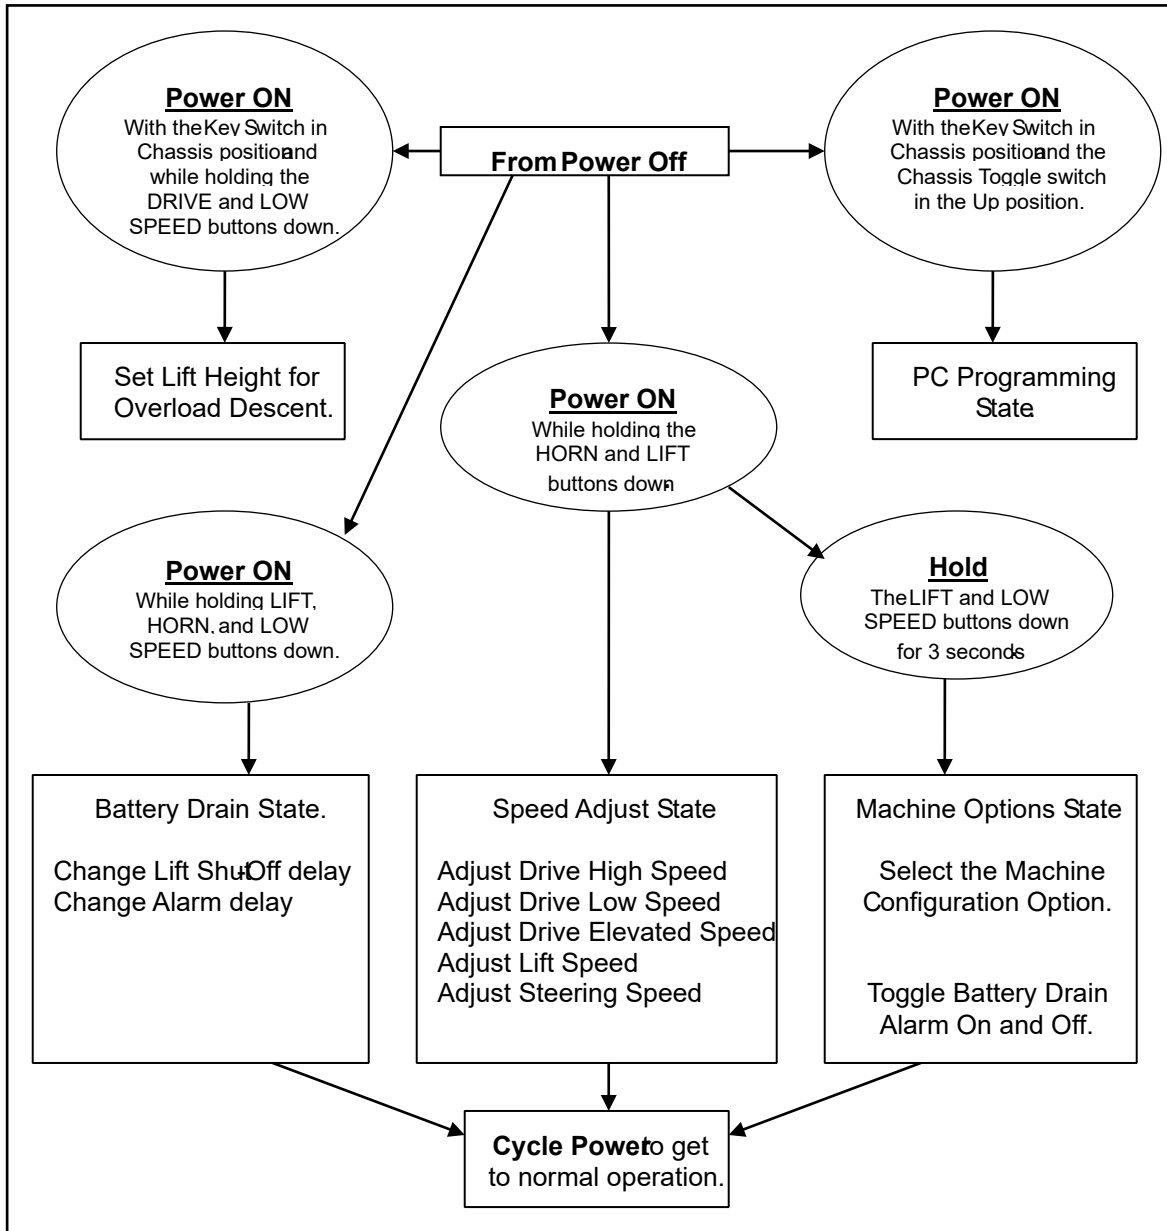 Power ON
With the Key Switch in
Chassis position and
while holding the
DRIVE and LOW
SPEED buttons down.
From Power Off
Power ON
With the Key Switch in
Chassis position and the
Chassis Toggle switch
in the Up position.
Set Lift Height for
Overload Descent.
Power ON
While holding the
HORN and LIFT
buttons down.
PC Programming
State.
Power ON
While holding LIFT,
HORN, and LOW
SPEED buttons down.
Hold
The LIFT and LOW
SPEED buttons down
for 3 seconds.
Battery Drain State.
Change Lift Shut-Off delay
Change Alarm delay
Speed Adjust State
Adjust Drive High Speed
Adjust Drive Low Speed
Adjust Drive Elevated Speed
Adjust Lift Speed
Adjust Steering Speed
Machine Options State.
Select the Machine
Configuration Option.
Toggle Battery Drain
Alarm On and Off.
Cycle Power to get
to normal operation.